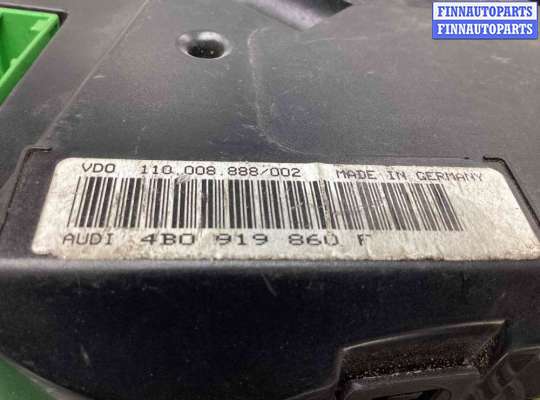 FINNAUTOPARTS
FINNAUTOPARTS
VDO 110.008.888/002 MADE IN GERMANY
AUDI 4B0 919 860 F